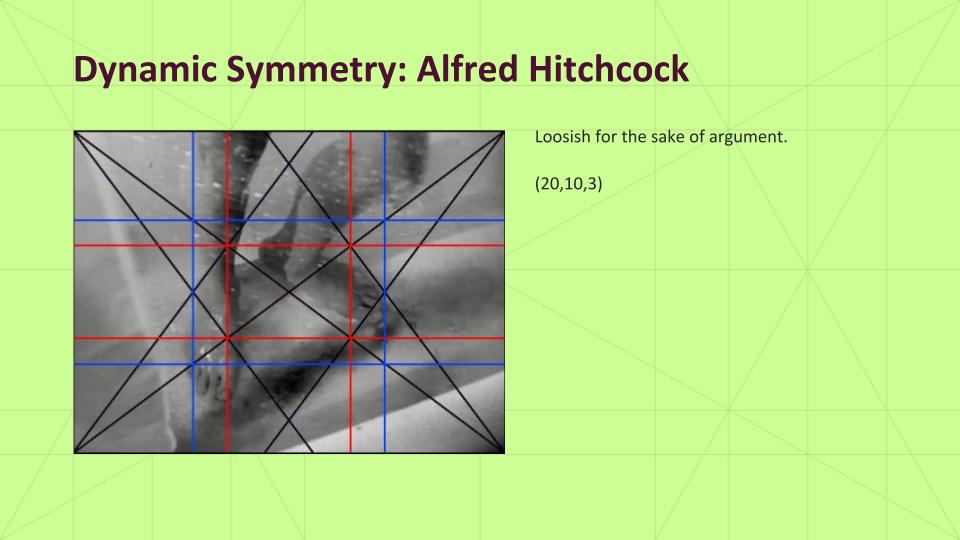 Dynamic Symmetry: Alfred Hitchcock
Loosish for the sake of argument.
(20,10,3)